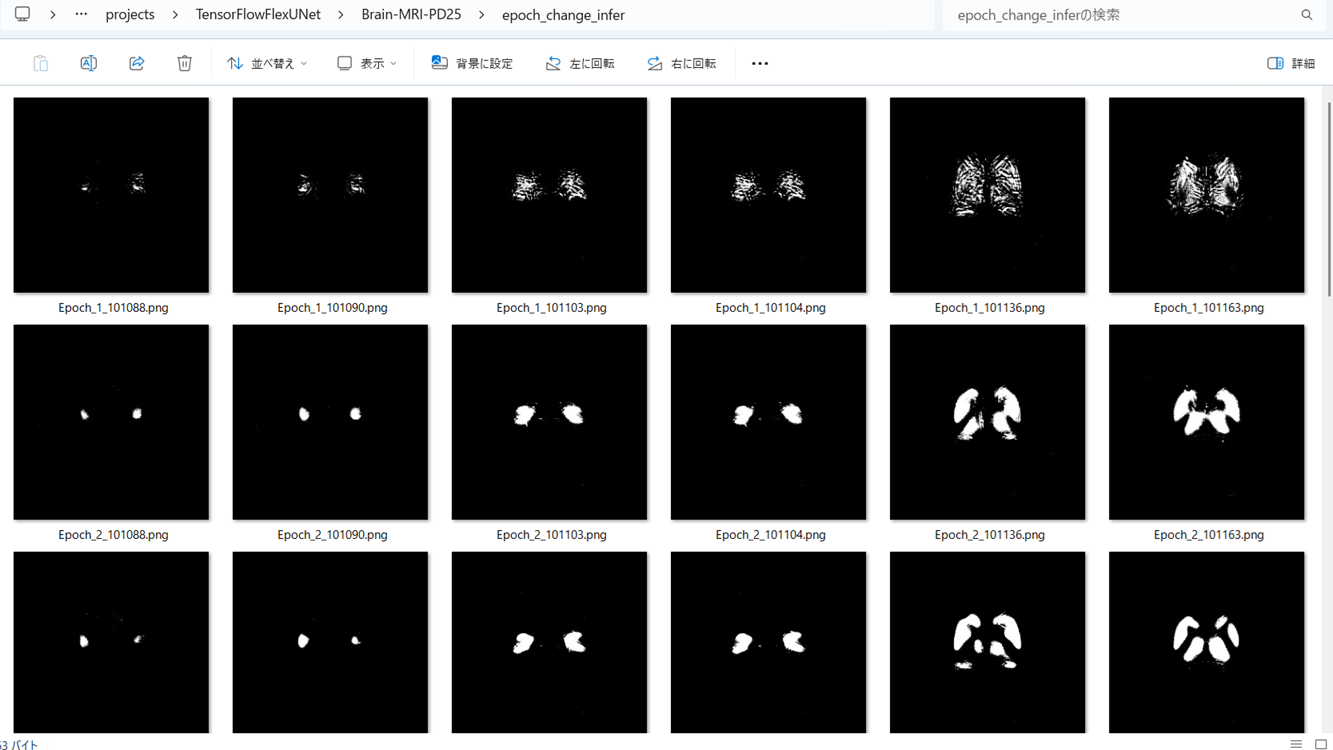 projects > TensorFlowFlexUNet > Brain-MRI-PD25 > epoch_change_infer
epoch_change_inferの検索
並べ替え 表示 背景に設定 左に回転 右に回転 詳細
Epoch_1_101088.png Epoch_1_101090.png Epoch_1_101103.png Epoch_1_101104.png Epoch_1_101136.png Epoch_1_101163.png
Epoch_2_101088.png Epoch_2_101090.png Epoch_2_101103.png Epoch_2_101104.png Epoch_2_101136.png Epoch_2_101163.png
バイト